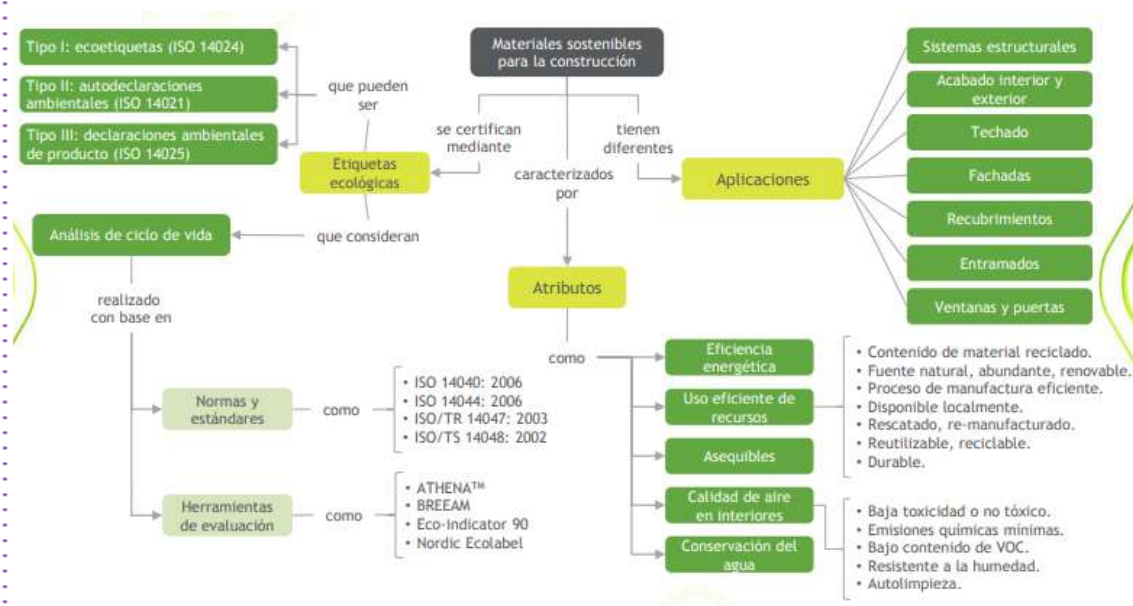 Materiales sostenibles
para la construcción
Tipo I: ecoetiquetas (ISO 14024)
Tipo II: autodeclaraciones
ambientales (ISO 14021)
Tipo III: declaraciones ambientales
de producto (ISO 14025)
que pueden
ser
se certifican
mediante
Etiquetas
ecológicas
que consideran
Análisis de ciclo de vida
realizado
con base en
Normas y
estándares
como
• ISO 14040: 2006
• ISO 14044: 2006
• ISO/TR 14047: 2003
• ISO/TS 14048: 2002
Herramientas
de evaluación
como
• ATHENA™
• BREEAM
• Eco-indicator 90
• Nordic Ecolabel
caracterizados
por
Atributos
como
Eficiencia
energética
Uso eficiente de
recursos
• Contenido de material reciclado.
• Fuente natural, abundante, renovable.
• Proceso de manufactura eficiente.
• Disponible localmente.
• Rescatado, re-manufacturado.
• Reutilizable, reciclable.
• Durable.
Asequibles
Calidad de aire
en interiores
• Baja toxicidad o no tóxico.
• Emisiones químicas mínimas.
• Bajo contenido de VOC.
• Resistente a la humedad.
• Autolimpieza.
Conservación del
agua
tienen
diferentes
Aplicaciones
Sistemas estructurales
Acabado interior y
exterior
Techado
Fachadas
Recubrimientos
Entramados
Ventanas y puertas